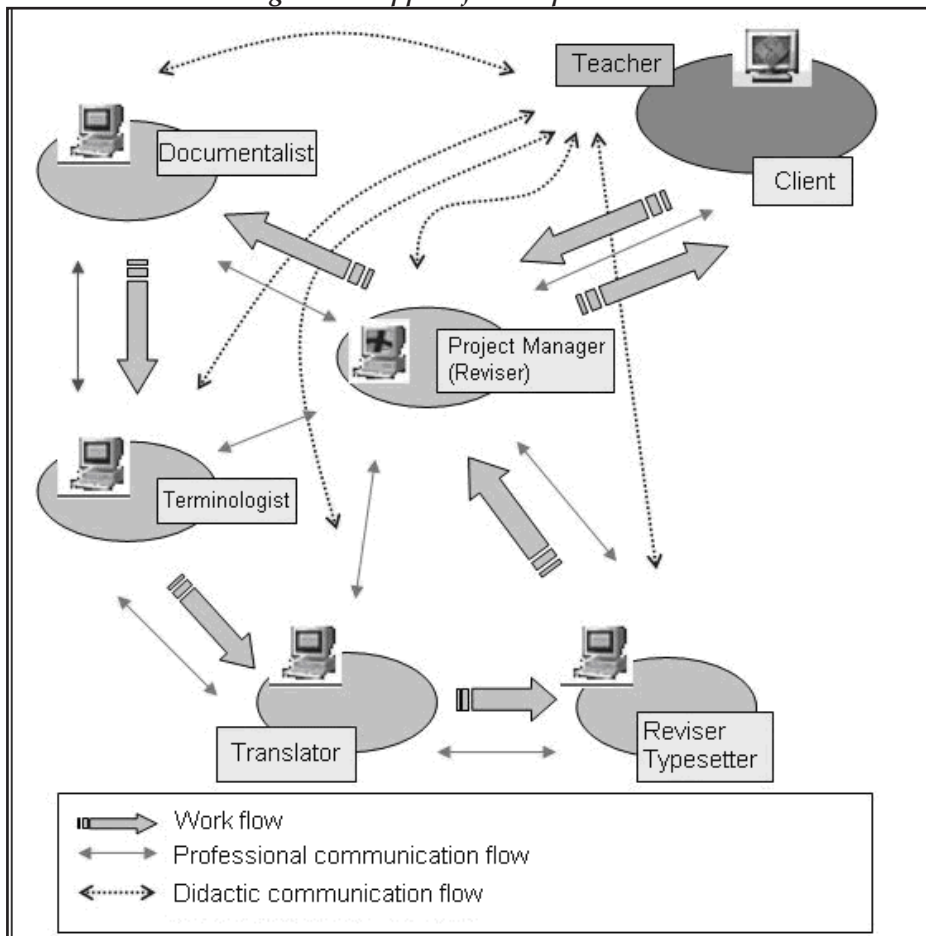 Teacher
Documentalist
Client
Project Manager
(Reviser)
Terminologist
Translator
Reviser
Typesetter
Work flow
Professional communication flow
Didactic communication flow